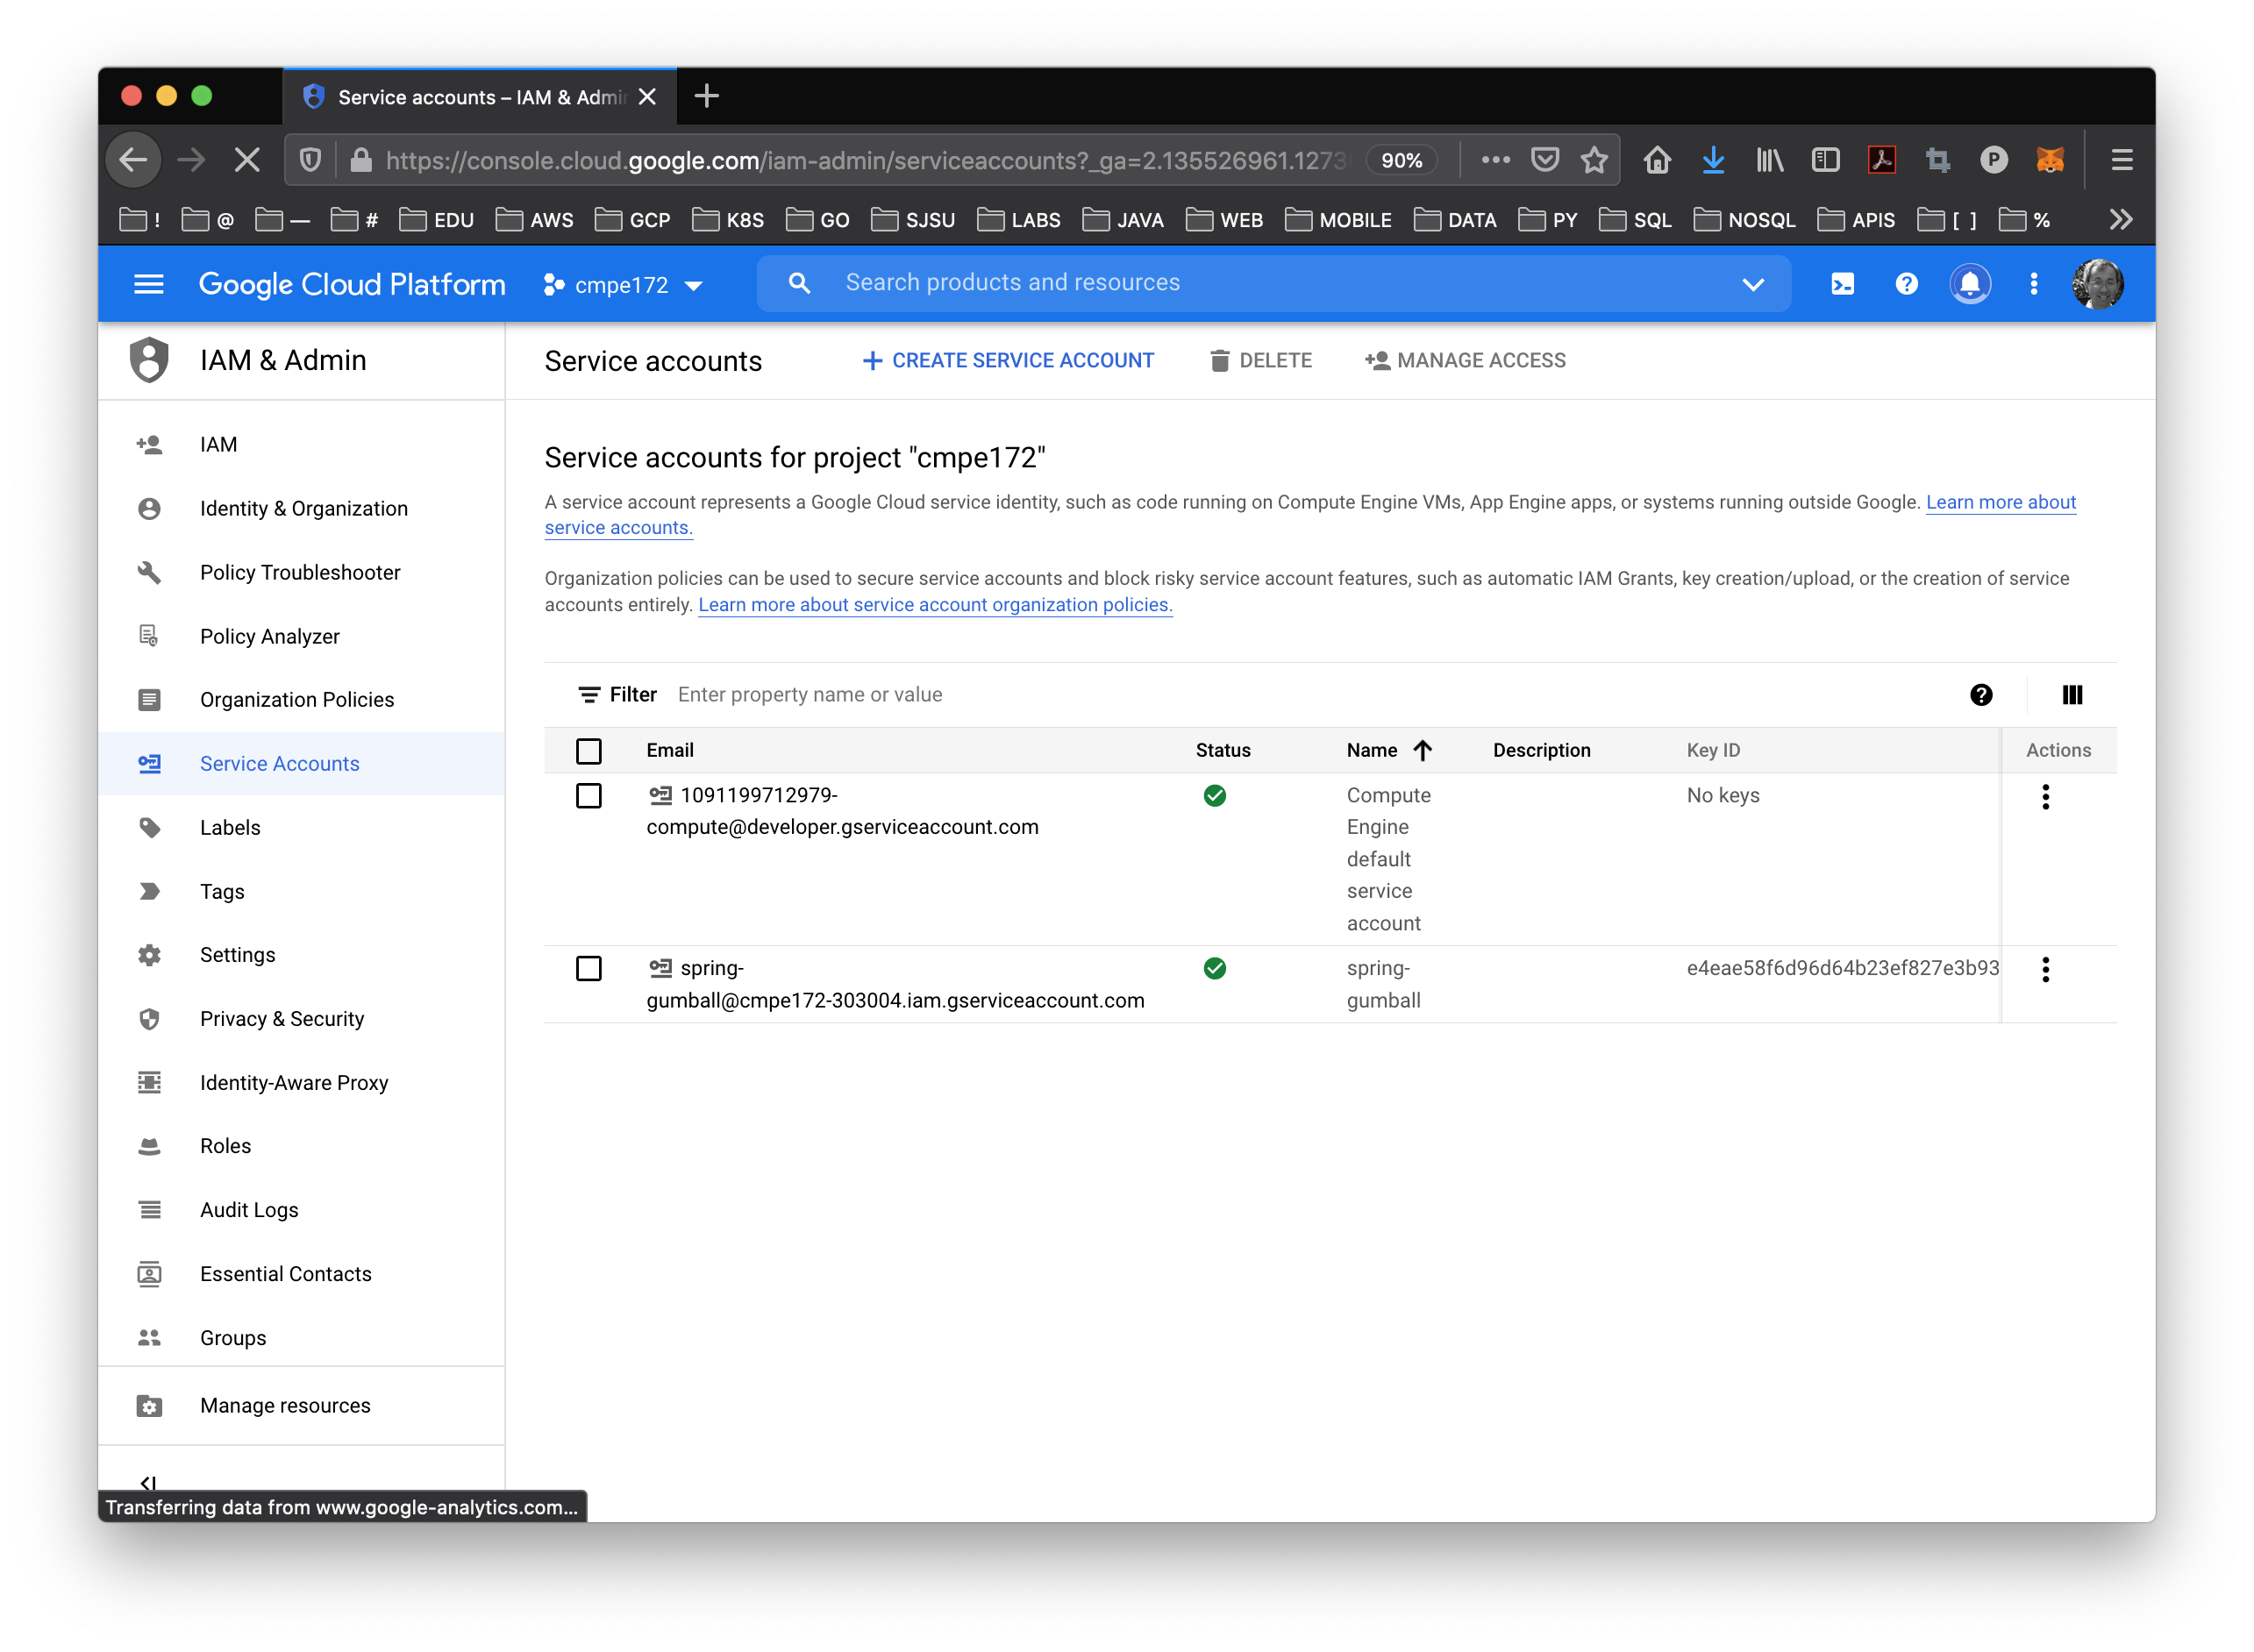 Service accounts – IAM & Admi
https://console.cloud.google.com/iam-admin/serviceaccounts?_ga=2.135526961.1273
90%
! @ — # EDU AWS GCP K8S GO SJSU LABS JAVA WEB MOBILE DATA PY SQL NOSQL APIS [ ] %
Google Cloud Platform
cmpe172
Search products and resources
IAM & Admin
IAM
Identity & Organization
Policy Troubleshooter
Policy Analyzer
Organization Policies
Service Accounts
Labels
Tags
Settings
Privacy & Security
Identity-Aware Proxy
Roles
Audit Logs
Essential Contacts
Groups
Manage resources
Service accounts
CREATE SERVICE ACCOUNT
DELETE
MANAGE ACCESS
Service accounts for project "cmpe172"
A service account represents a Google Cloud service identity, such as code running on Compute Engine VMs, App Engine apps, or systems running outside Google. Learn more about
service accounts.
Organization policies can be used to secure service accounts and block risky service account features, such as automatic IAM Grants, key creation/upload, or the creation of service
accounts entirely. Learn more about service account organization policies.
Filter Enter property name or value
Email Status Name Description Key ID Actions
1091199712979-
compute@developer.gserviceaccount.com
Compute
Engine
default
service
account
No keys
spring-
gumball@cmpe172-303004.iam.gserviceaccount.com
spring-
gumball
e4eae58f6d96d64b23ef827e3b93
Transferring data from www.google-analytics.com...